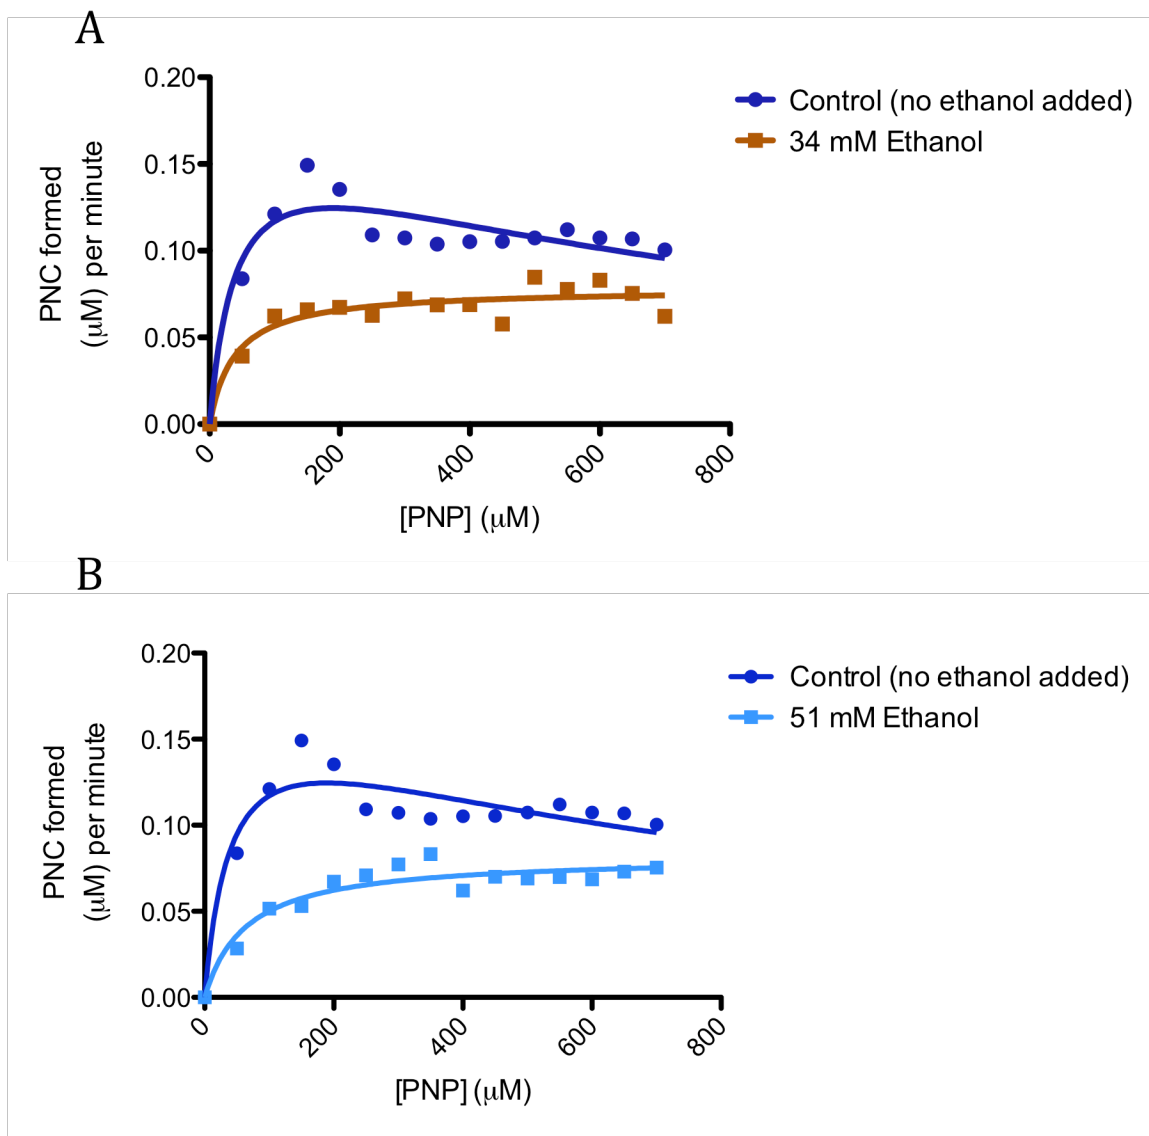 A
0.20
0.15
0.10
0.05
0.00
PNC formed
(μM) per minute
0
200
400
600
800
[PNP] (μM)
Control (no ethanol added)
34 mM Ethanol
B
0.20
0.15
0.10
0.05
0.00
PNC formed
(μM) per minute
0
200
400
600
800
[PNP] (μM)
Control (no ethanol added)
51 mM Ethanol